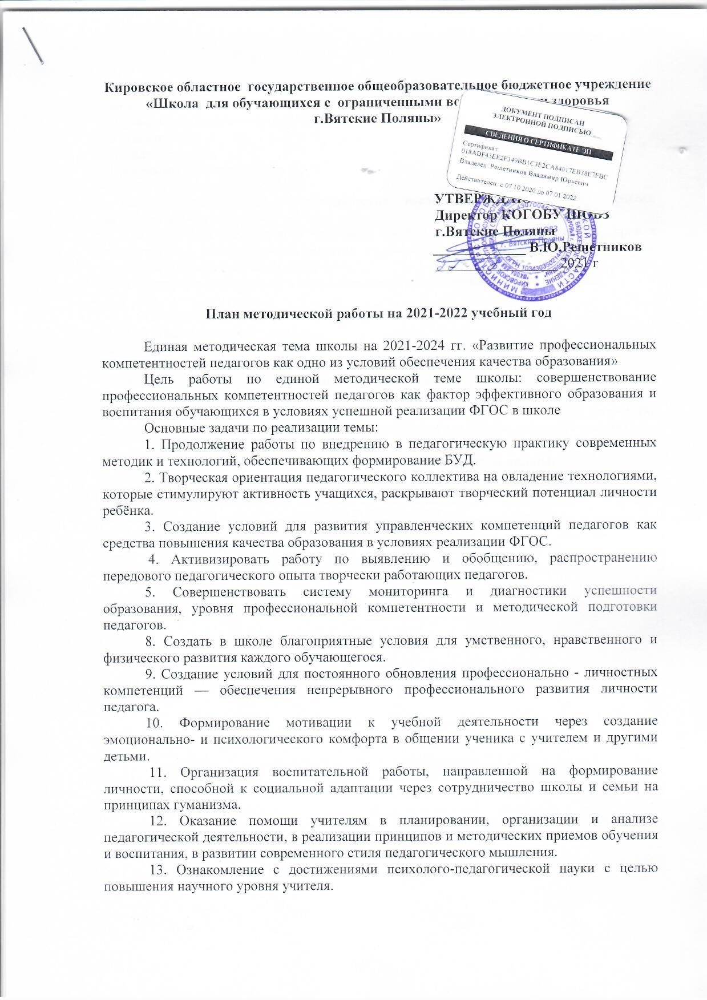 Кировское областное государственное общеобразовательное бюджетное учреждение
«Школа для обучающихся с ограниченными здоровья
г.Вятские Поляны»
ДОКУМЕНТ ПОДПИСАН
ЭЛЕКТРОННОЙ ПОДПИСЬЮ
СВЕДЕНИЯ О СЕРТИФИКАТЕ ЭП
Сертификат
018ADF43EE2F349BB1C3E2CA84017EB38E7FBC
Владелец Решетников Владимир Юрьевич
Действителен с 07 10 2020 до 07 01 2022
УТВЕРЖДАЮ
Директор КОГОБУ ШОВЗ
г.Вятские Поляны
В.Ю.Решетников
2021 г
План методической работы на 2021-2022 учебный год
Единая методическая тема школы на 2021-2024 гг. «Развитие профессиональных
компетентностей педагогов как одно из условий обеспечения качества образования»
Цель работы по единой методической теме школы: совершенствование
профессиональных компетентностей педагогов как фактор эффективного образования и
воспитания обучающихся в условиях успешной реализации ФГОС в школе
Основные задачи по реализации темы:
1. Продолжение работы по внедрению в педагогическую практику современных
методик и технологий, обеспечивающих формирование БУД.
2. Творческая ориентация педагогического коллектива на овладение технологиями,
которые стимулируют активность учащихся, раскрывают творческий потенциал личности
ребёнка.
3. Создание условий для развития управленческих компетенций педагогов как
средства повышения качества образования в условиях реализации ФГОС.
4. Активизировать работу по выявлению и обобщению, распространению
передового педагогического опыта творчески работающих педагогов.
5. Совершенствовать систему мониторинга и диагностики успешности
образования, уровня профессиональной компетентности и методической подготовки
педагогов.
8. Создать в школе благоприятные условия для умственного, нравственного и
физического развития каждого обучающегося.
9. Создание условий для постоянного обновления профессионально - личностных
компетенций — обеспечения непрерывного профессионального развития личности
педагога.
10. Формирование мотивации к учебной деятельности через создание
эмоционально- и психологического комфорта в общении ученика с учителем и другими
детьми.
11. Организация воспитательной работы, направленной на формирование
личности, способной к социальной адаптации через сотрудничество школы и семьи на
принципах гуманизма.
12. Оказание помощи учителям в планировании, организации и анализе
педагогической деятельности, в реализации принципов и методических приемов обучения
и воспитания, в развитии современного стиля педагогического мышления.
13. Ознакомление с достижениями психолого-педагогической науки с целью
повышения научного уровня учителя.